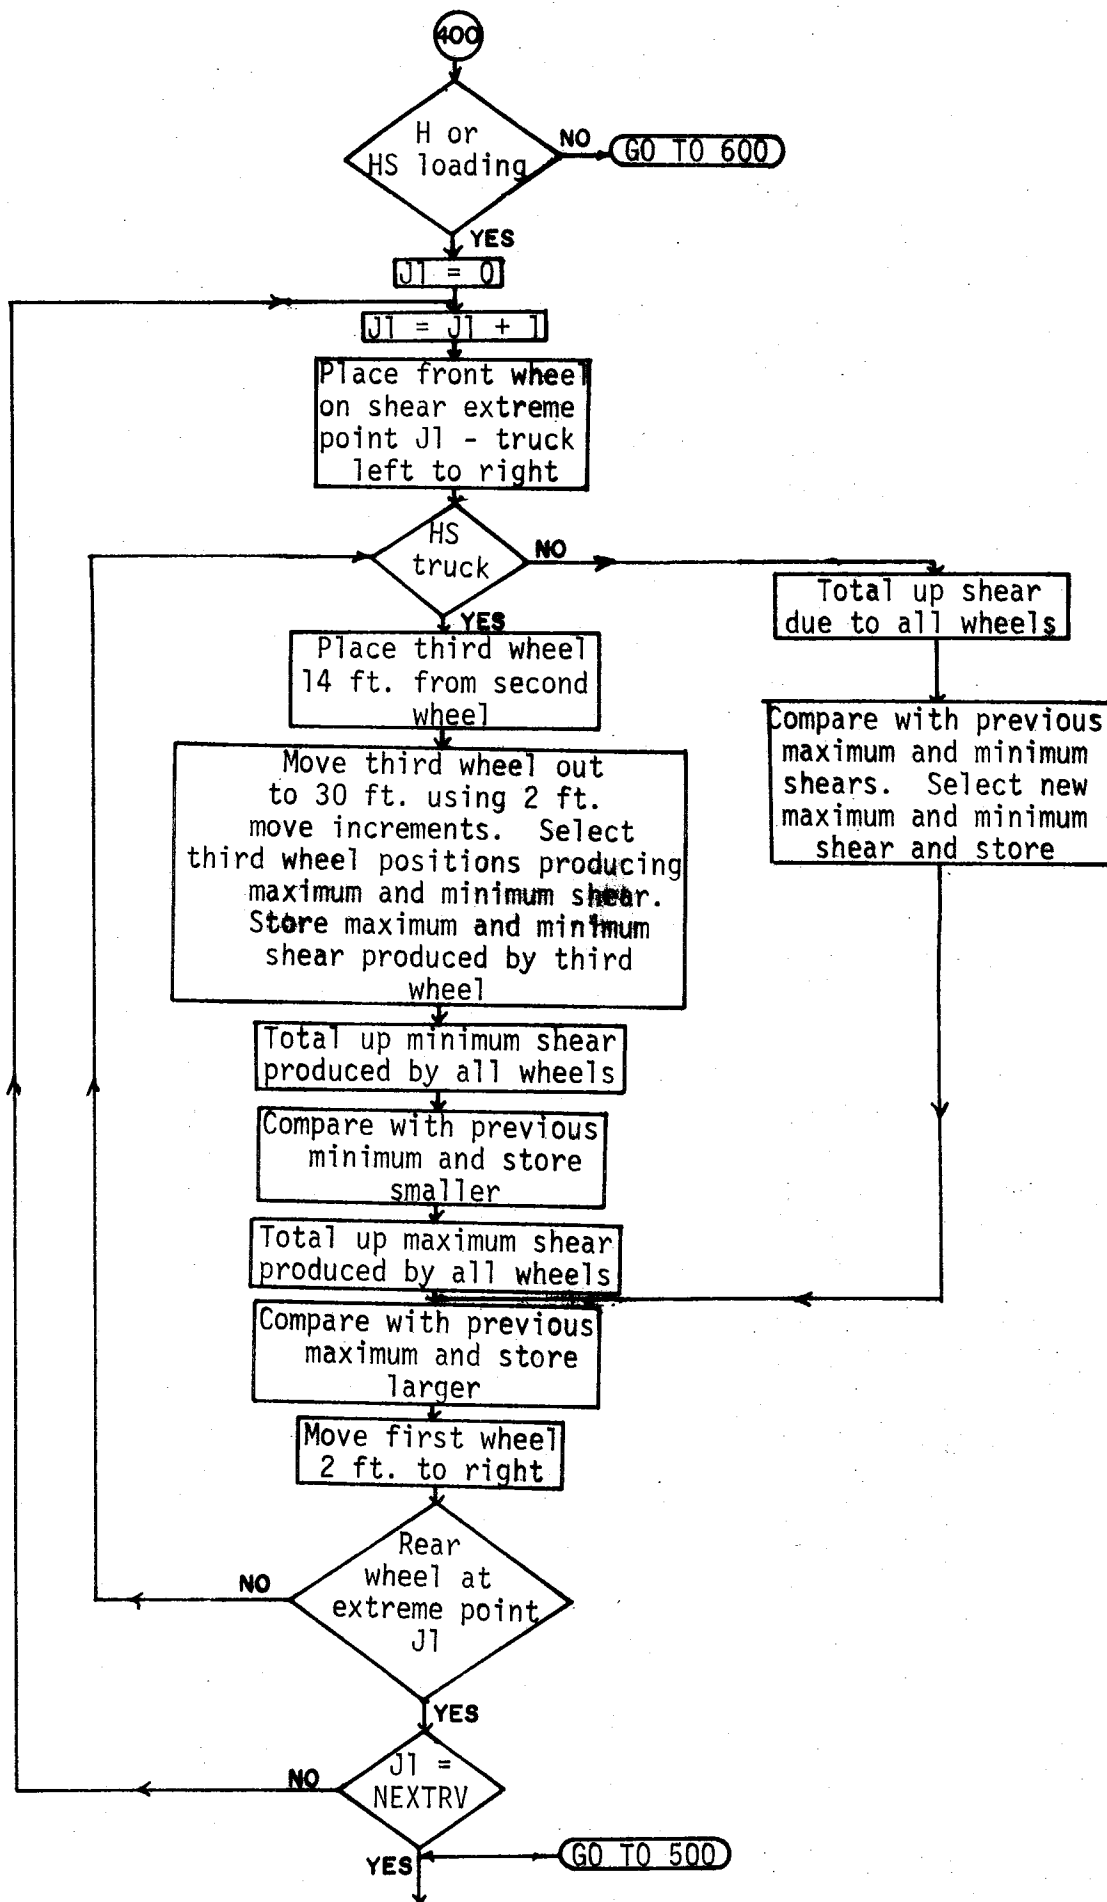 400
H or
HS loading
NO
GO TO 600
YES
J1 = 0
J1 = J1 + 1
Place front wheel
on shear extreme
point J1 - truck
left to right
HS
truck
NO
YES
Total up shear
due to all wheels
Place third wheel
14 ft. from second
wheel
Compare with previous
maximum and minimum
shears. Select new
maximum and minimum
shear and store
Move third wheel out
to 30 ft. using 2 ft.
move increments. Select
third wheel positions producing
maximum and minimum shear.
Store maximum and minimum
shear produced by third
wheel
Total up minimum shear
produced by all wheels
Compare with previous
minimum and store
smaller
Total up maximum shear
produced by all wheels
Compare with previous
maximum and store
larger
Move first wheel
2 ft. to right
Rear
wheel at
extreme point
J1
NO
YES
J1 =
NEXTRV
NO
YES
GO TO 500